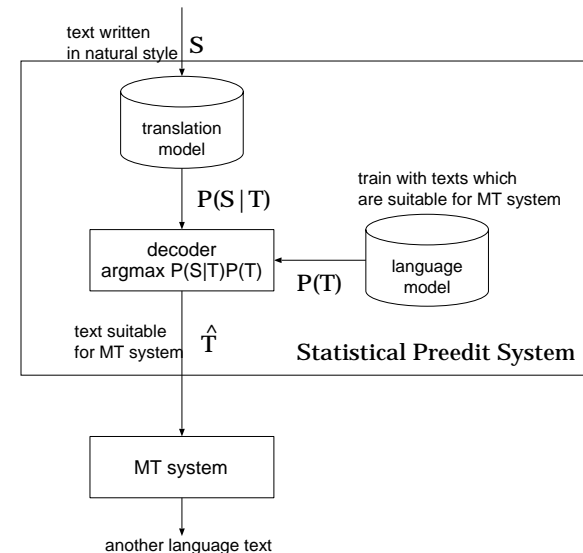 text written
in natural style
S
translation
model
P(S|T)
train with texts which
are suitable for MT system
decoder
argmax P(S|T)P(T)
P(T)
language
model
text suitable
for MT system
T̂
Statistical Preedit System
MT system
another language text